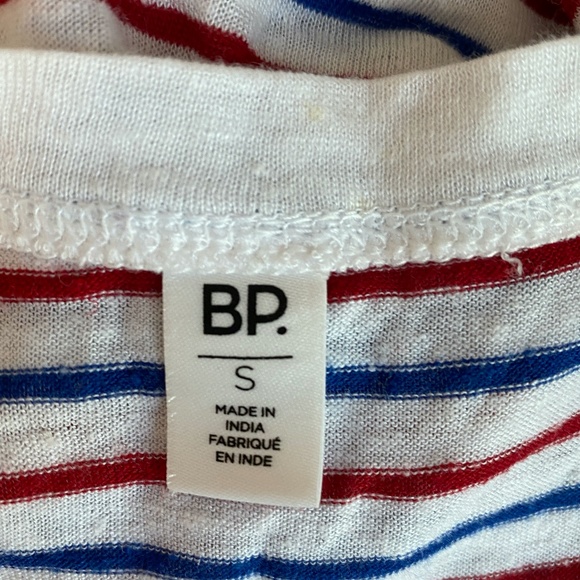 BP.
S
MADE IN
INDIA
FABRIQUÉ
EN INDE